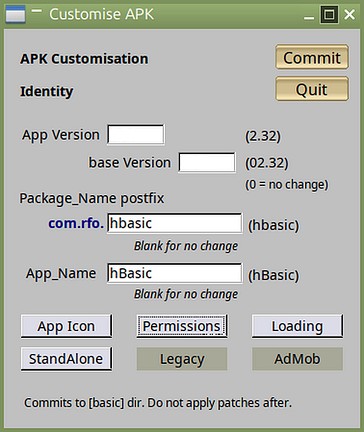 Customise APK
APK Customisation Commit
Identity Quit
App Version (2.32)
base Version (02.32)
(0 = no change)
Package_Name postfix
com.rfo. hbasic (hbasic)
Blank for no change
App_Name hBasic (hBasic)
Blank for no change
App Icon Permissions Loading
StandAlone Legacy AdMob
Commits to [basic] dir. Do not apply patches after.